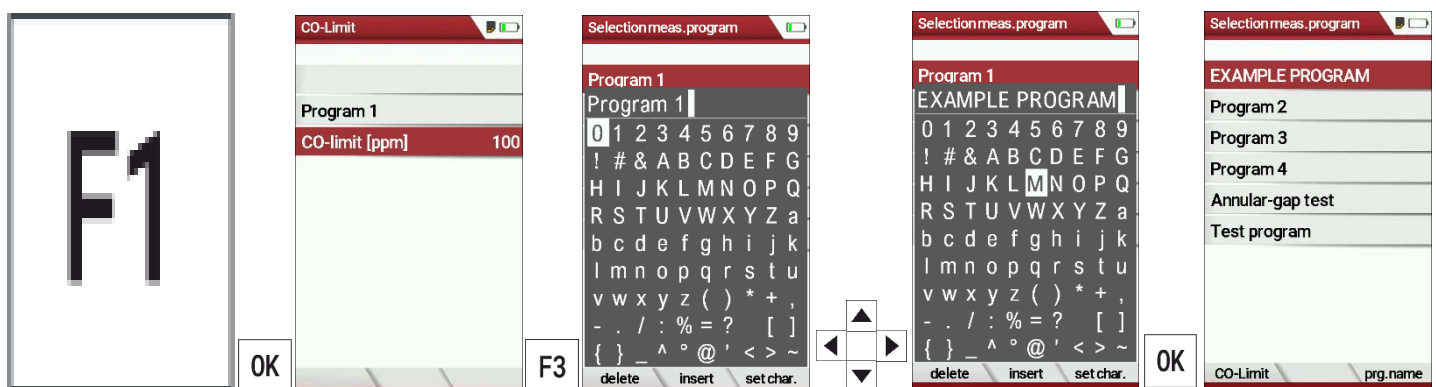 F1
OK
CO-Limit
Program 1
CO-limit [ppm] 100
F3
Selection meas.program
Program 1
Program 1
0 1 2 3 4 5 6 7 8 9
! # & A B C D E F G
H I J K L M N O P Q
R S T U V W X Y Z a
b c d e f g h i j k
l m n o p q r s t u
v w x y z ( ) * + ,
- . / : % = ? [ ]
{ } _ ^ ° @ ' < > ~
delete insert set char.
Selection meas.program
Program 1
EXAMPLE PROGRAM
0 1 2 3 4 5 6 7 8 9
! # & A B C D E F G
H I J K L M N O P Q
R S T U V W X Y Z a
b c d e f g h i j k
l m n o p q r s t u
v w x y z ( ) * + ,
- . / : % = ? [ ]
{ } _ ^ ° @ ' < > ~
delete insert set char.
OK
Selection meas.program
EXAMPLE PROGRAM
Program 2
Program 3
Program 4
Annular-gap test
Test program
CO-Limit prg.name